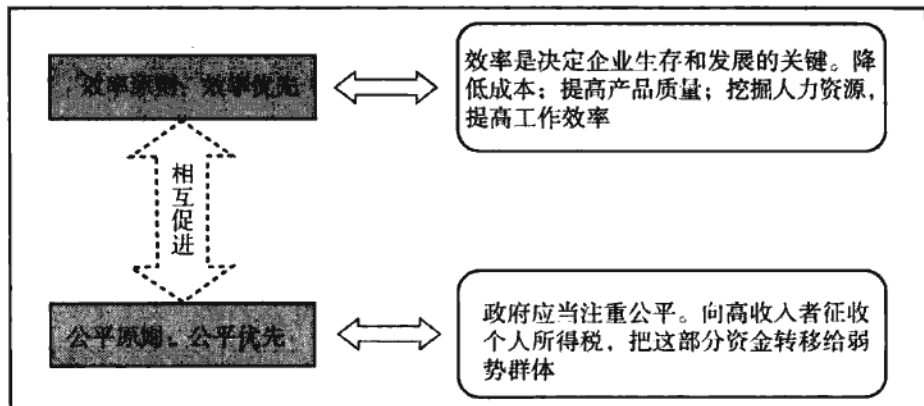 效率原则：效率优先
效率是决定企业生存和发展的关键。降
低成本；提高产品质量；挖掘人力资源，
提高工作效率
相互促进
公平原则：公平优先
政府应当注重公平。向高收入者征收
个人所得税，把这部分资金转移给弱
势群体